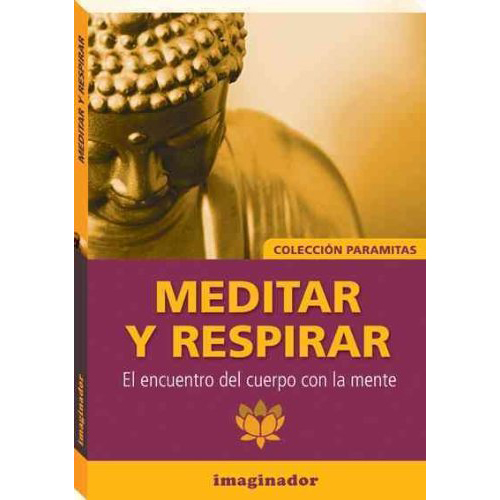 MEDITAR Y RESPIRAR
imaginador
COLECCIÓN PARAMITAS
MEDITAR
Y RESPIRAR
El encuentro del cuerpo con la mente
imaginador